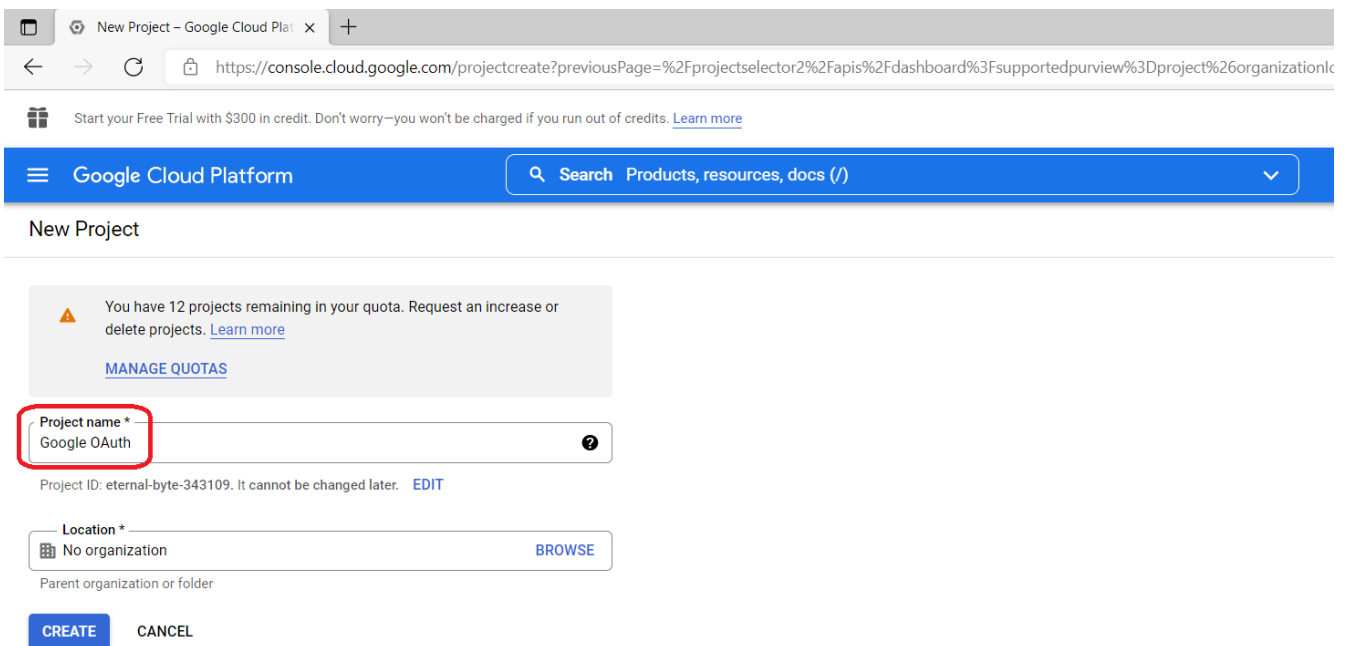 New Project – Google Cloud Plat
https://console.cloud.google.com/projectcreate?previousPage=%2Fprojectselector2%2Fapis%2Fdashboard%3Fsupportedpurview%3Dproject%26organizationId
Start your Free Trial with $300 in credit. Don't worry—you won't be charged if you run out of credits. Learn more
Google Cloud Platform
Search Products, resources, docs (/)
New Project
You have 12 projects remaining in your quota. Request an increase or
delete projects. Learn more
MANAGE QUOTAS
Project name *
Google OAuth
Project ID: eternal-byte-343109. It cannot be changed later. EDIT
Location *
No organization BROWSE
Parent organization or folder
CREATE CANCEL